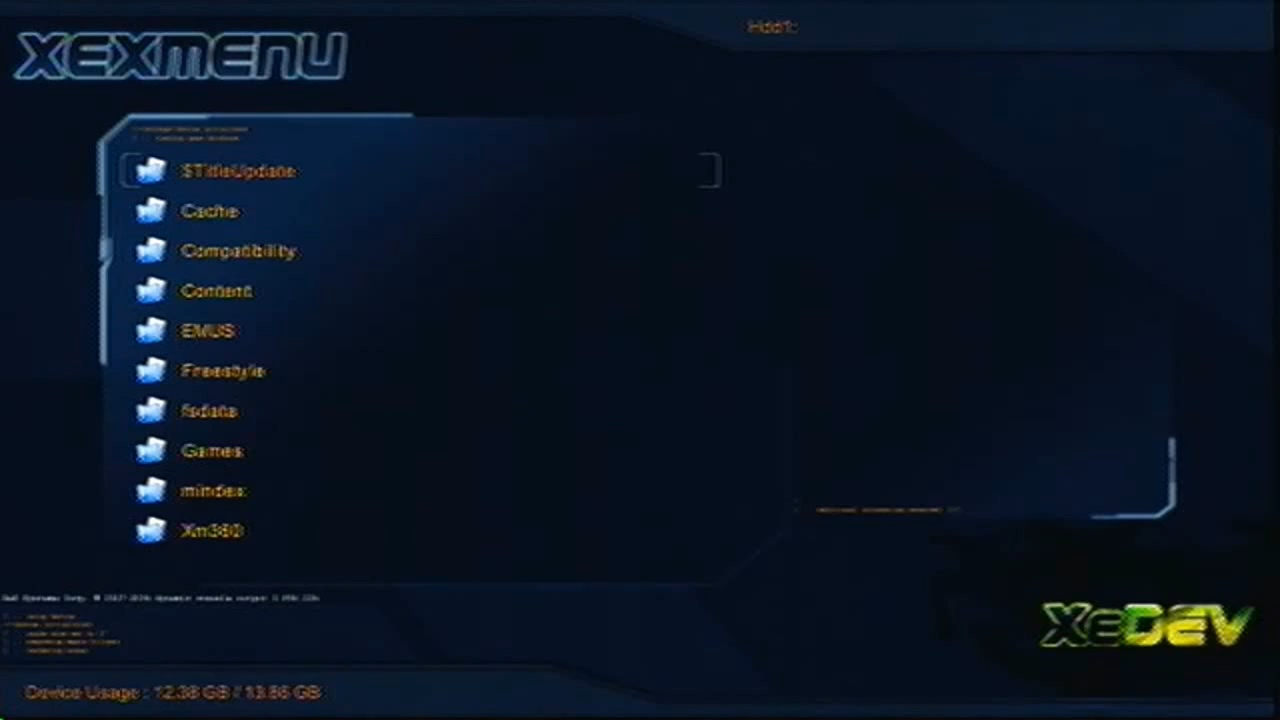 XEXMENU
Hdd1:
$TitleUpdate
Cache
Compatibility
Content
EMUS
Freestyle
fsdata
Games
mindex
Xm360
XeDEV
Device Usage : 12.38 GB / 13.86 GB